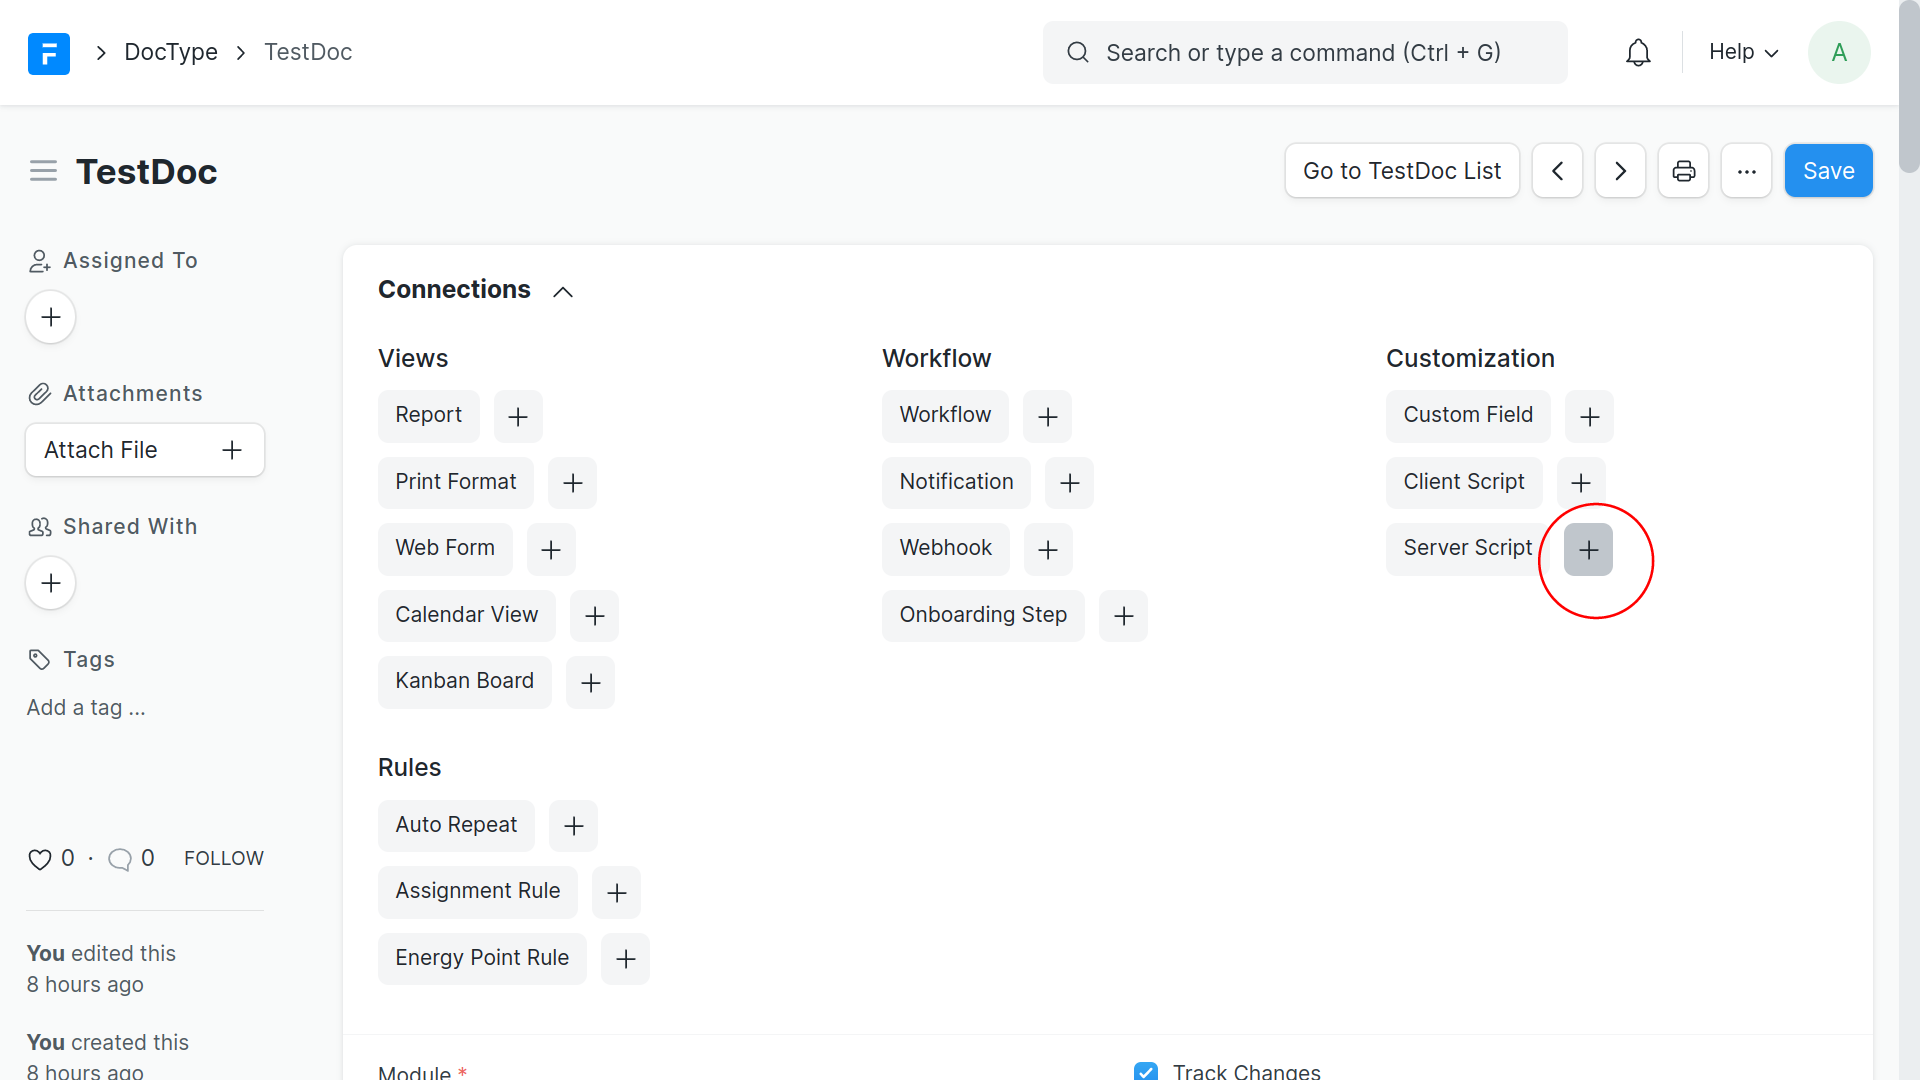 DocType
TestDoc
Search or type a command (Ctrl + G)
Help
A
TestDoc
Go to TestDoc List
...
Save
Assigned To
Attachments
Attach File
Shared With
Tags
Add a tag ...
0 · 0 FOLLOW
You edited this
8 hours ago
You created this
8 hours ago
Connections
Views
Report
Print Format
Web Form
Calendar View
Kanban Board
Workflow
Workflow
Notification
Webhook
Onboarding Step
Customization
Custom Field
Client Script
Server Script
Rules
Auto Repeat
Assignment Rule
Energy Point Rule
Module *
Track Changes